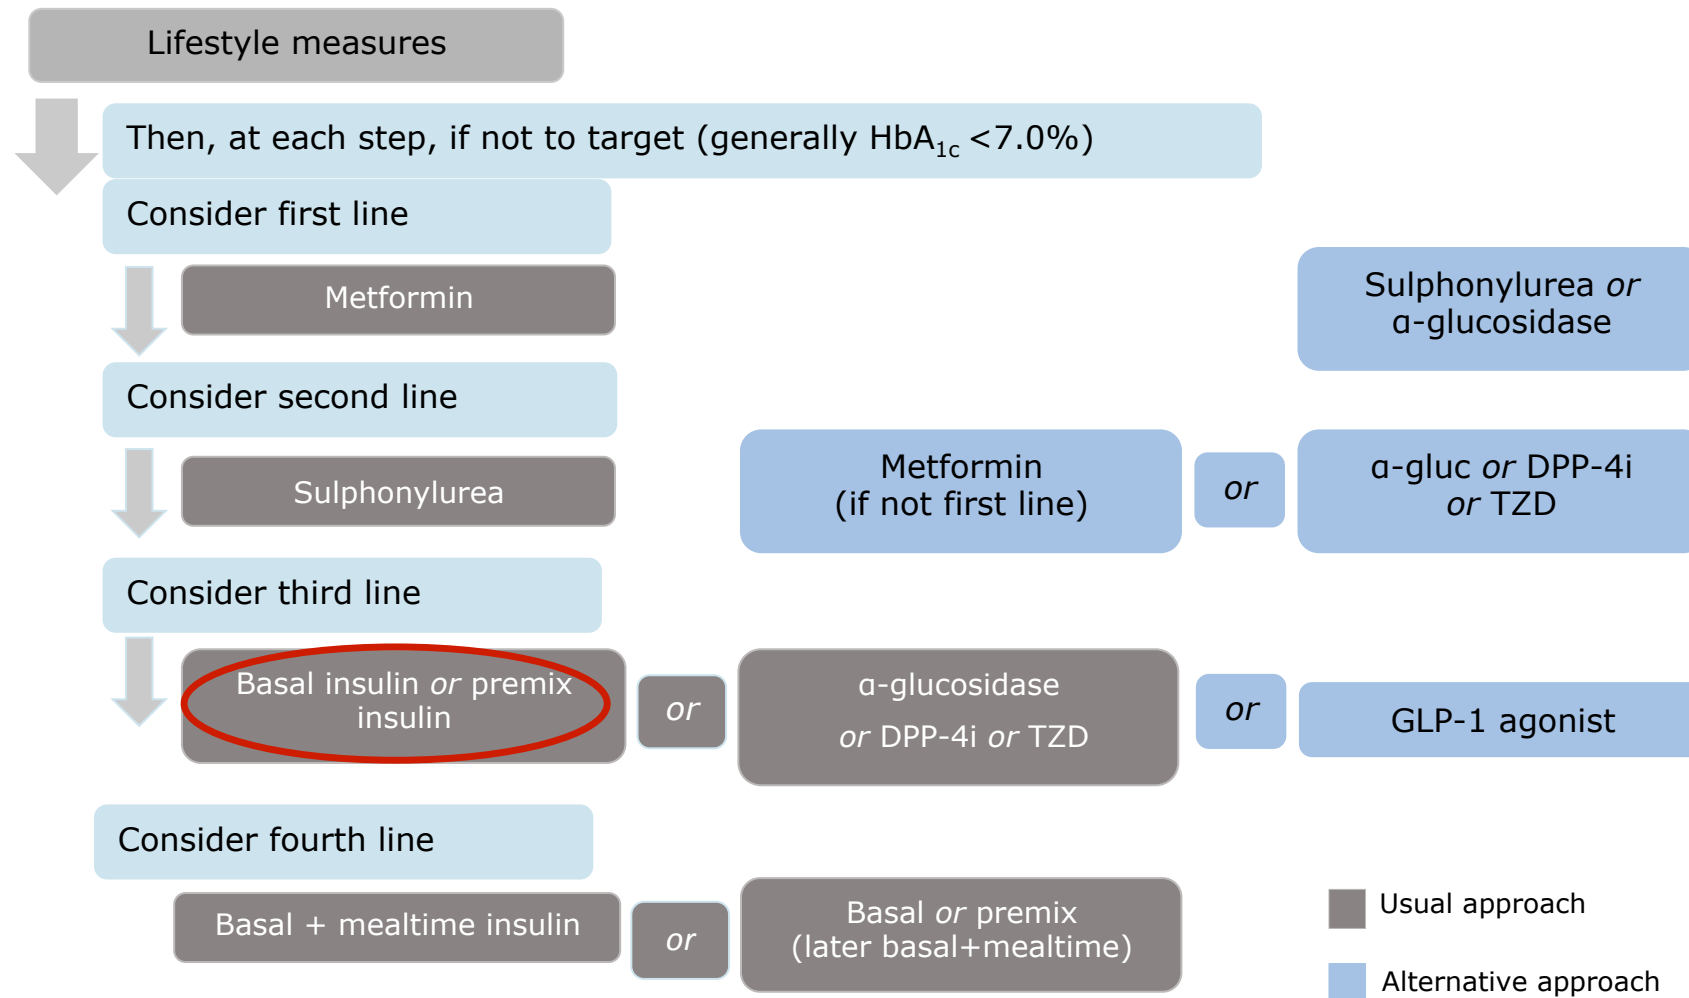 Lifestyle measures
Then, at each step, if not to target (generally HbA1c <7.0%)
Consider first line
Metformin
Sulphonylurea or
α-glucosidase
Consider second line
Sulphonylurea
Metformin
(if not first line)
or
α-gluc or DPP-4i
or TZD
Consider third line
Basal insulin or premix
insulin
or
α-glucosidase
or DPP-4i or TZD
or
GLP-1 agonist
Consider fourth line
Basal + mealtime insulin
or
Basal or premix
(later basal+mealtime)
Usual approach
Alternative approach